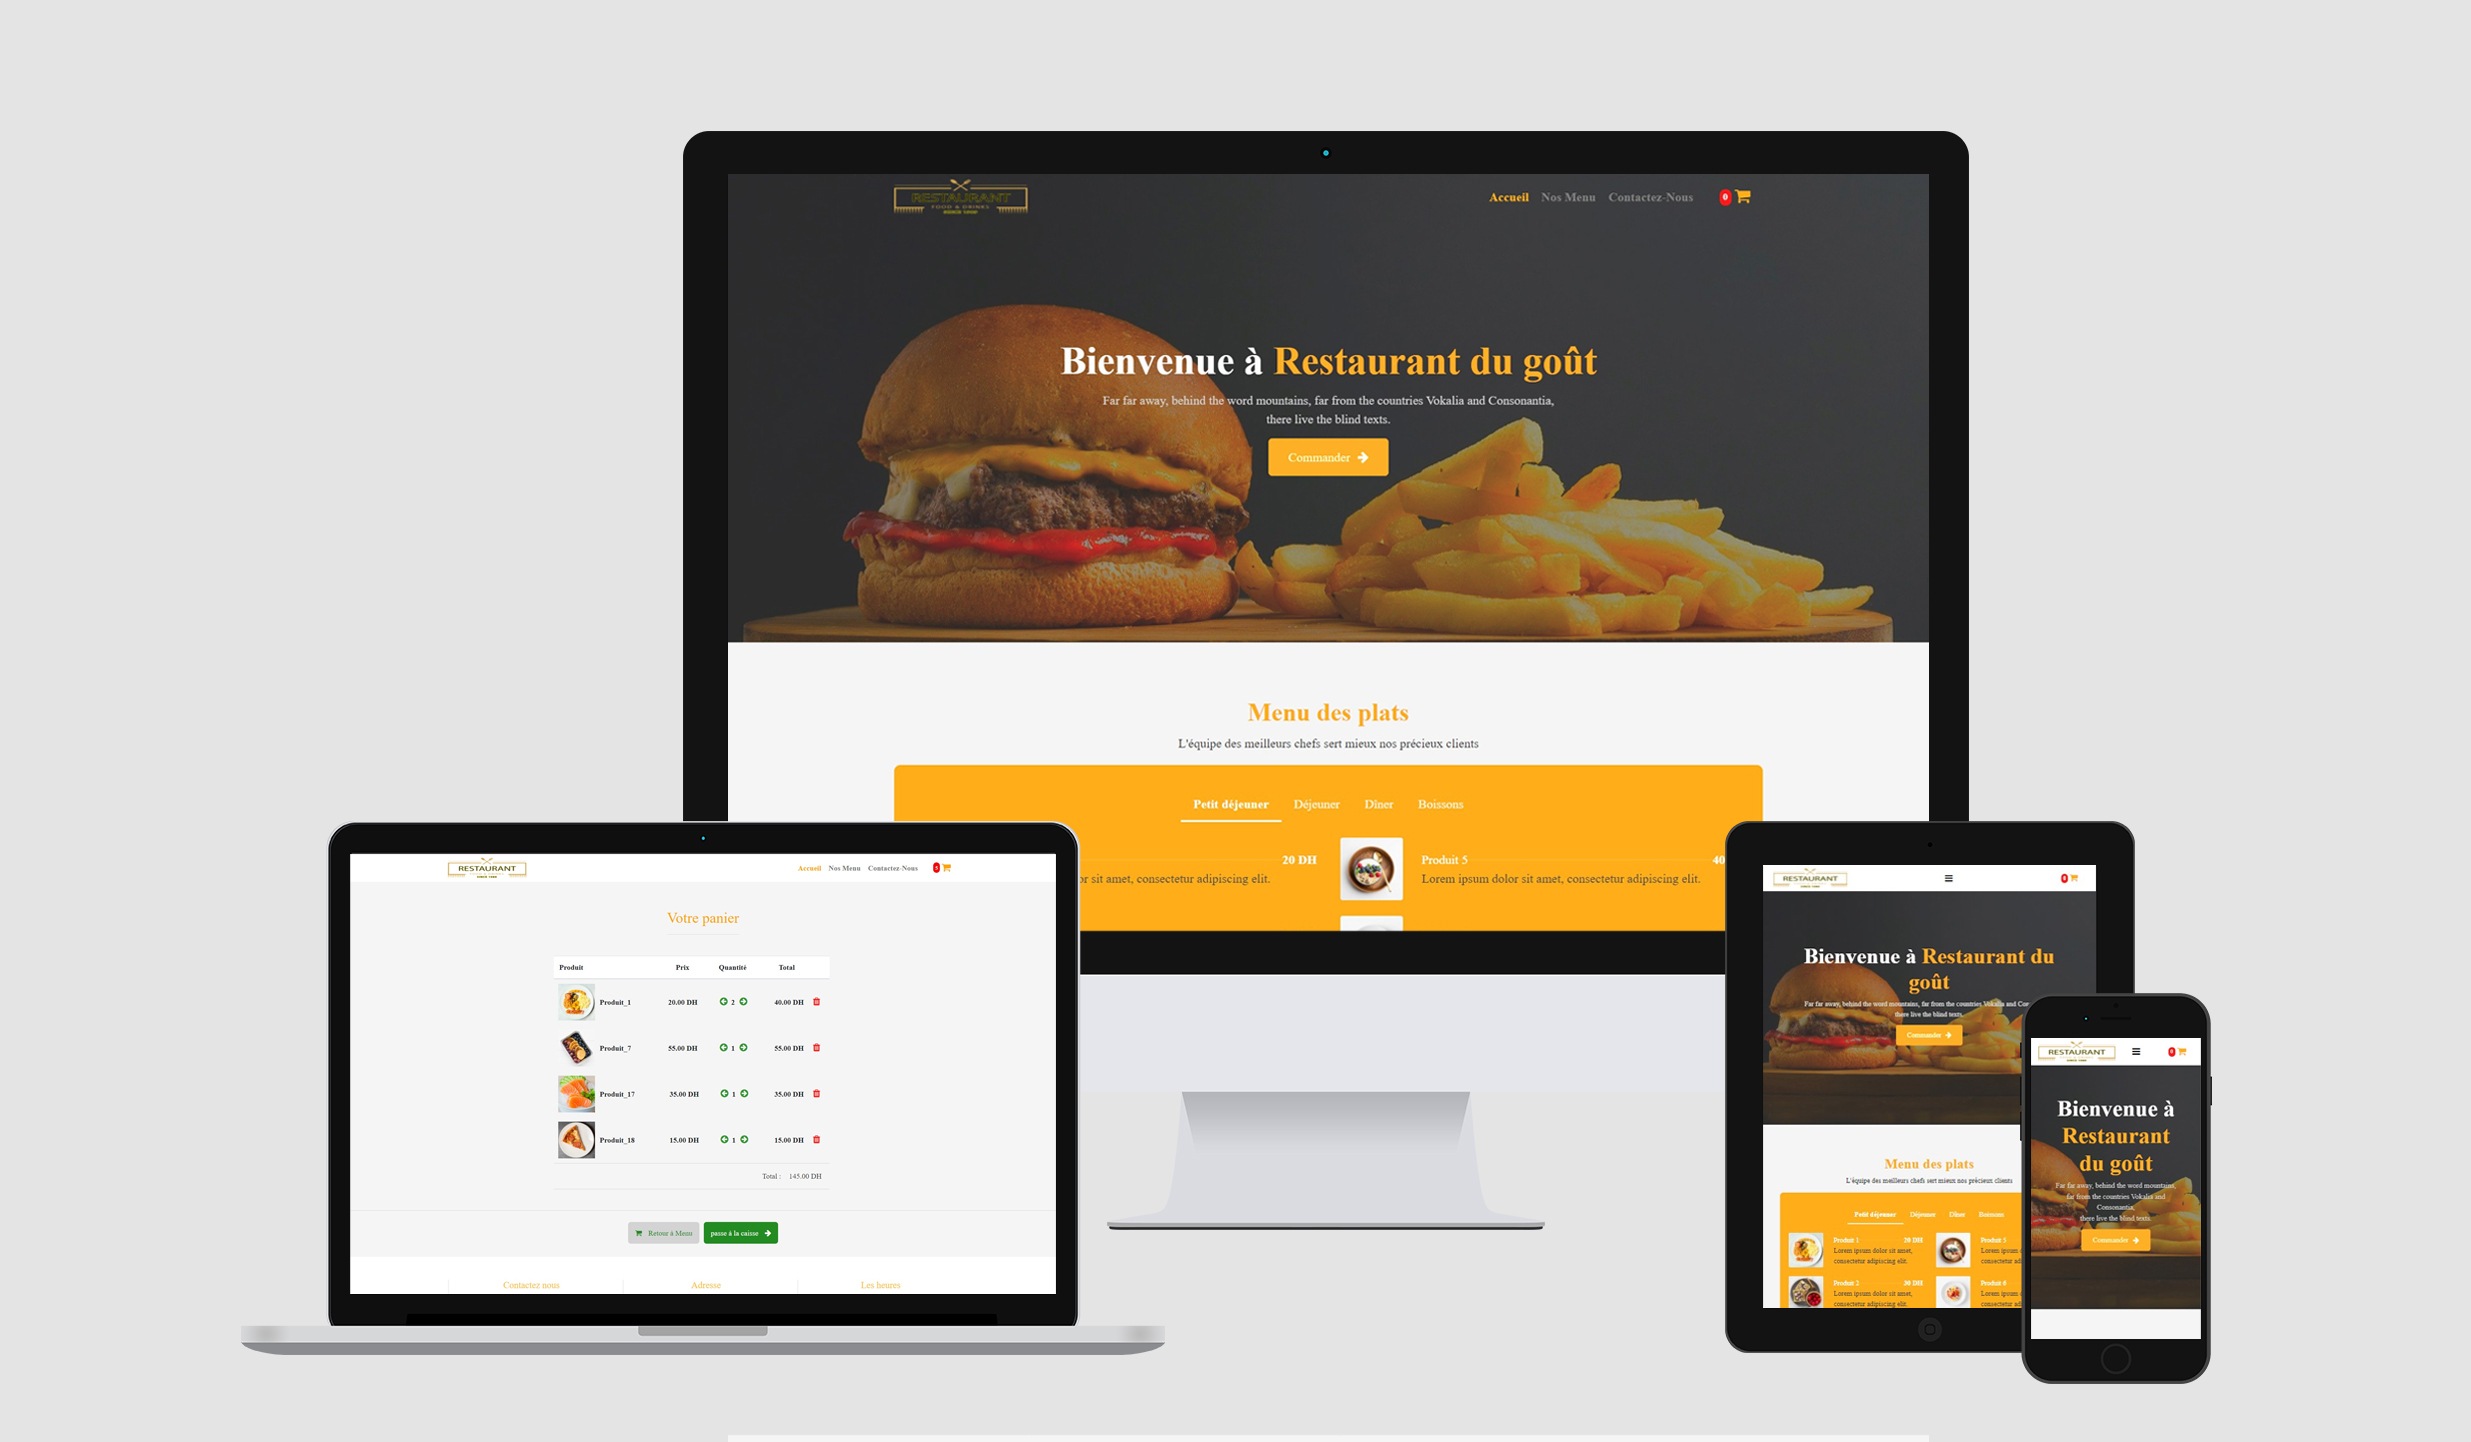 RESTAURANT
FOOD & DRINKS
SINCE 1990
Accueil Nos Menu Contactez-Nous 0
Bienvenue à Restaurant du goût
Far far away, behind the word mountains, far from the countries Vokalia and Consonantia,
there live the blind texts.
Commander
Menu des plats
L'équipe des meilleurs chefs sert mieux nos précieux clients
Petit déjeuner Déjeuner Dîner Boissons
20 DH Produit 5 40
sit amet, consectetur adipiscing elit. Lorem ipsum dolor sit amet, consectetur adipiscing elit.
RESTAURANT
Accueil Nos Menu Contactez-Nous
Votre panier
Produit Prix Quantité Total
Produit_1 20.00 DH 2 40.00 DH
Produit_7 55.00 DH 1 55.00 DH
Produit_17 35.00 DH 1 35.00 DH
Produit_18 15.00 DH 1 15.00 DH
Total : 145.00 DH
Retour à Menu passe à la caisse
Contactez nous Adresse Les heures
RESTAURANT
0
Bienvenue à Restaurant du
goût
Far far away, behind the word mountains, far from the countries Vokalia and
there live the blind texts.
Commander
Menu des plats
L'équipe des meilleurs chefs sert mieux nos précieux clients
Petit déjeuner Déjeuner Dîner Boissons
Produit 1 20 DH Produit 5
Lorem ipsum dolor sit amet, Lorem ipsum
consectetur adipiscing elit. consectetur
Produit 2 30 DH Produit 6
Lorem ipsum dolor sit amet, Lorem ipsum
consectetur adipiscing elit. consectetur
RESTAURANT
0
Bienvenue à
Restaurant
du goût
Far far away, behind the word mountains,
far from the countries Vokalia and
Consonantia,
there live the blind texts.
Commander